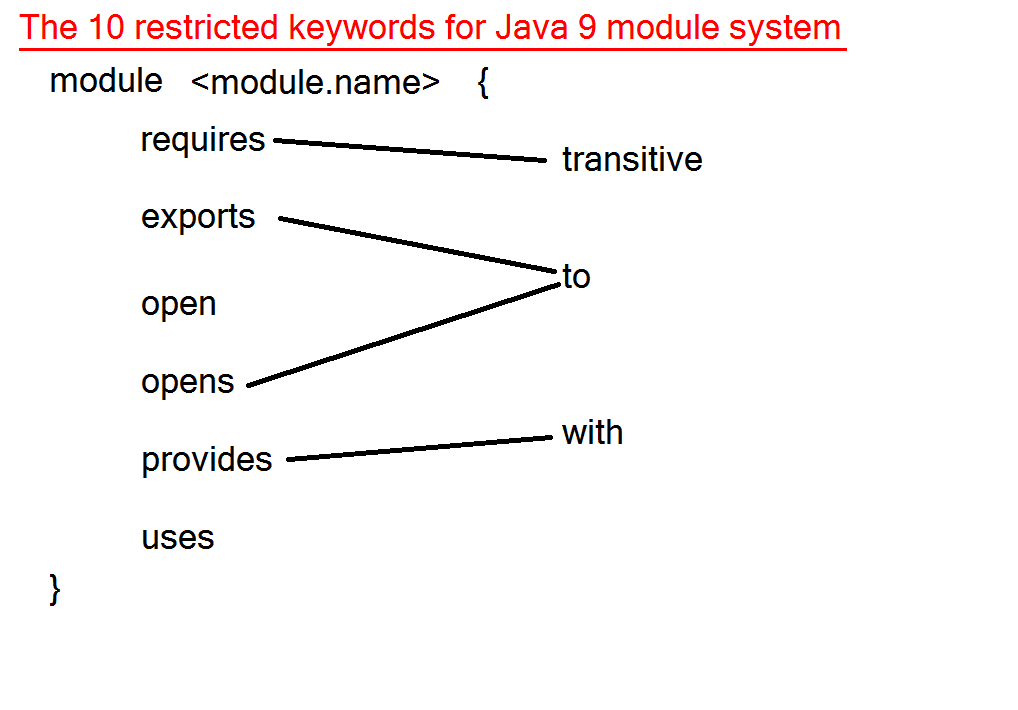 The 10 restricted keywords for Java 9 module system
module <module.name> {
requires
transitive
exports
to
open
opens
with
provides
uses
}